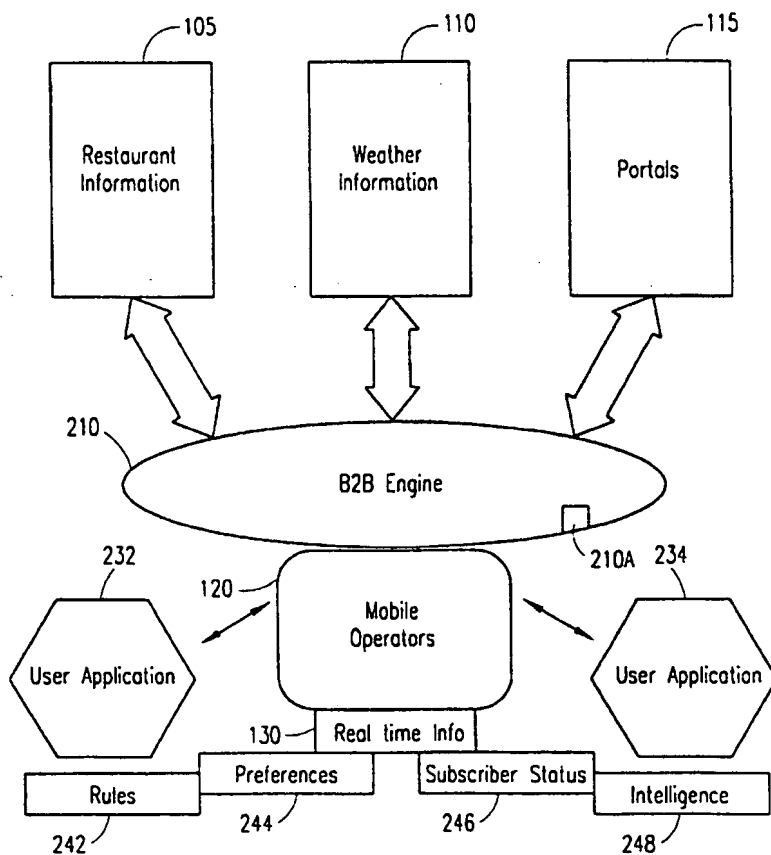 105
110
115
Restaurant
Information
Weather
Information
Portals
210
B2B Engine
210A
232
120
234
User Application
Mobile
Operators
User Application
130
Real time Info
Preferences
Subscriber Status
Rules
Intelligence
242
244
246
248